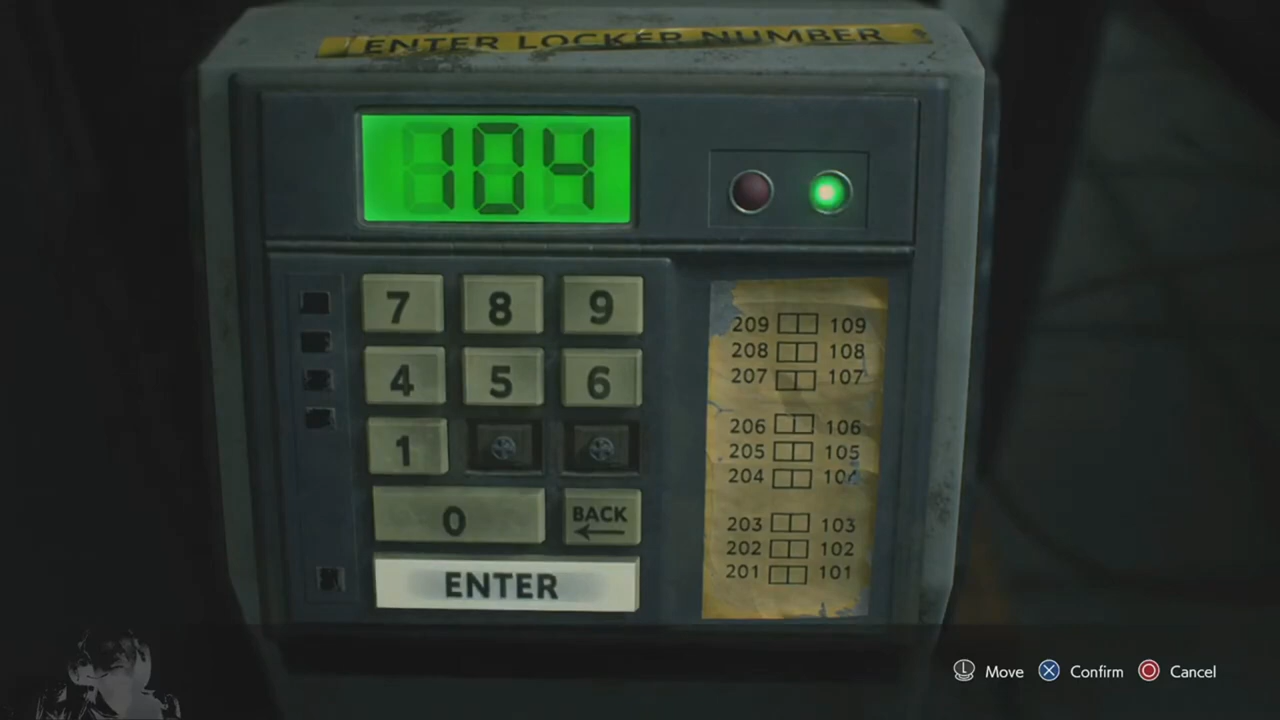 ENTER LOCKER NUMBER
104
7 8 9
4 5 6
1
0 BACK
ENTER
209 109
208 108
207 107
206 106
205 105
204 104
203 103
202 102
201 101
Move Confirm Cancel